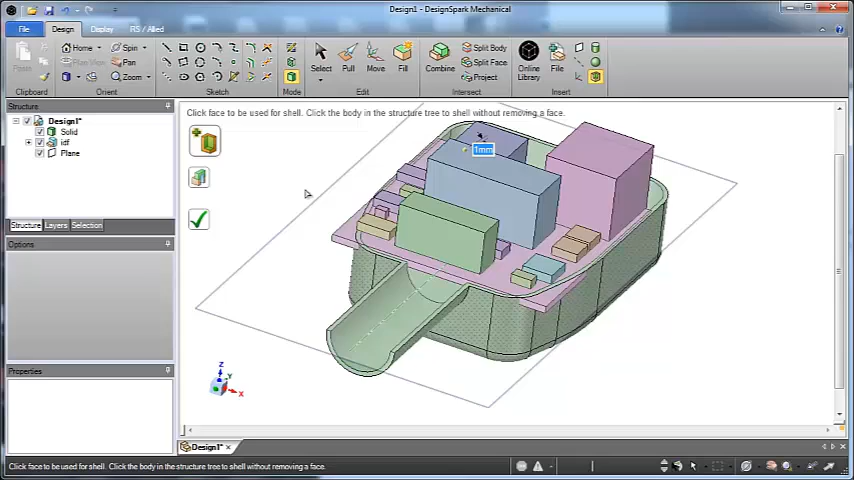 Design1* - DesignSpark Mechanical
File Design Display RS / Allied
Home Spin Split Body
Paste Plan View Pan Select Pull Move Fill Combine Split Face Online Library File
Zoom Project
Clipboard Orient Sketch Mode Edit Intersect Insert
Structure
Click face to be used for shell. Click the body in the structure tree to shell without removing a face.
Design1*
Solid
idf
Plane
1mm
Structure Layers Selection
Options
Properties
Z
Y
X
Design1*
Click face to be used for shell. Click the body in the structure tree to shell without removing a face.